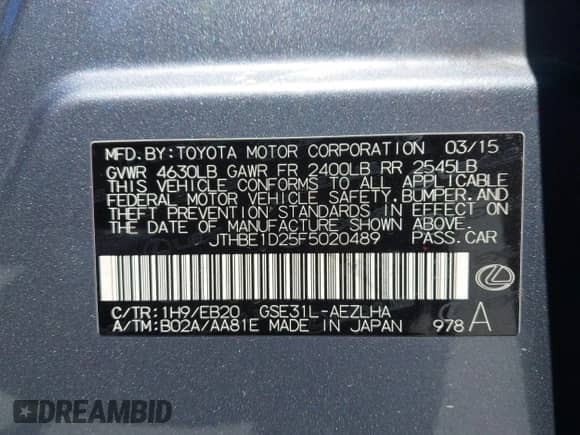 MFD. BY: TOYOTA MOTOR CORPORATION 03/15
GVWR 4630LB GAWR FR 2400LB RR 2545LB
THIS VEHICLE CONFORMS TO ALL APPLICABLE
FEDERAL MOTOR VEHICLE SAFETY, BUMPER, AND
THEFT PREVENTION STANDARDS IN EFFECT ON
THE DATE OF MANUFACTURE SHOWN ABOVE.
JTHBE1D25F5020489 PASS. CAR
C/TR: 1H9/EB20 GSE31L-AEZLHA
A/TM: B02A/AA81E MADE IN JAPAN 978 A
DREAMBID